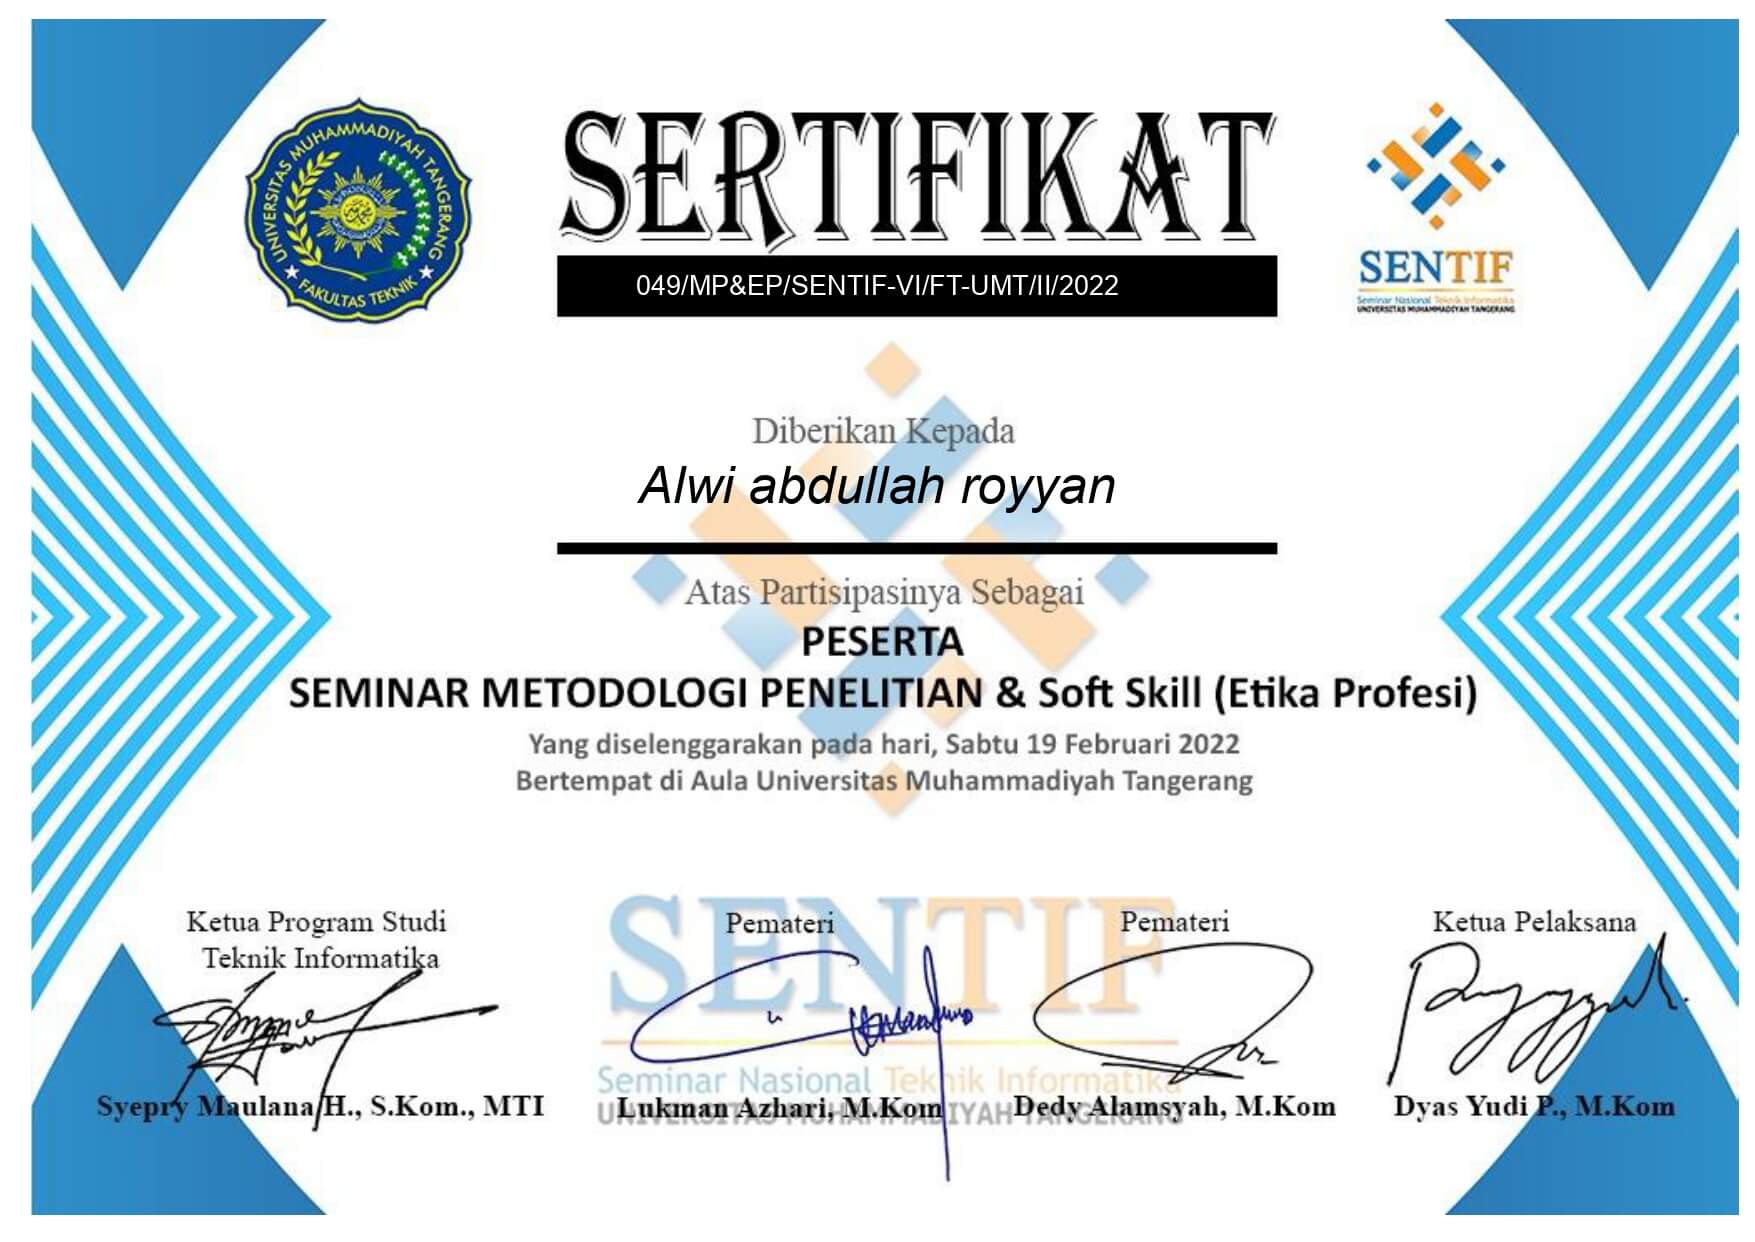 UNIVERSITAS MUHAMMADIYAH TANGERANG
FAKULTAS TEKNIK
SERTIFIKAT
049/MP&EP/SENTIF-VI/FT-UMT/II/2022
SENTIF
Seminar Nasional Teknik Informatika
UNIVERSITAS MUHAMMADIYAH TANGERANG
Diberikan Kepada
Alwi abdullah royyan
Atas Partisipasinya Sebagai
PESERTA
SEMINAR METODOLOGI PENELITIAN & Soft Skill (Etika Profesi)
Yang diselenggarakan pada hari, Sabtu 19 Februari 2022
Bertempat di Aula Universitas Muhammadiyah Tangerang
Ketua Program Studi
Teknik Informatika
Syepry Maulana H., S.Kom., MTI
Pemateri
Lukman Azhari, M.Kom
Pemateri
Dedy Alamsyah, M.Kom
Ketua Pelaksana
Dyas Yudi P., M.Kom
SENTIF
Seminar Nasional Teknik Informatika
UNIVERSITAS MUHAMMADIYAH TANGERANG